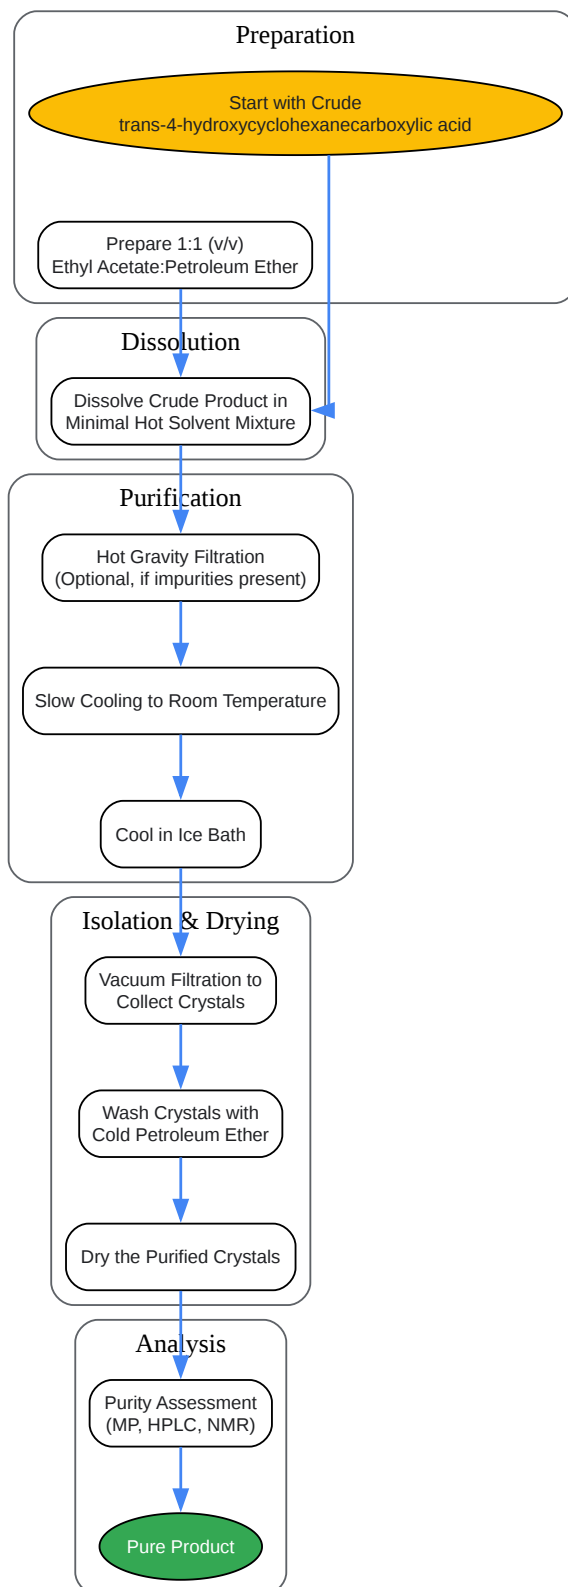 Preparation
Start with Crude
trans-4-hydroxycyclohexanecarboxylic acid
Prepare 1:1 (v/v)
Ethyl Acetate:Petroleum Ether
Dissolution
Dissolve Crude Product in
Minimal Hot Solvent Mixture
Purification
Hot Gravity Filtration
(Optional, if impurities present)
Slow Cooling to Room Temperature
Cool in Ice Bath
Isolation & Drying
Vacuum Filtration to
Collect Crystals
Wash Crystals with
Cold Petroleum Ether
Dry the Purified Crystals
Analysis
Purity Assessment
(MP, HPLC, NMR)
Pure Product